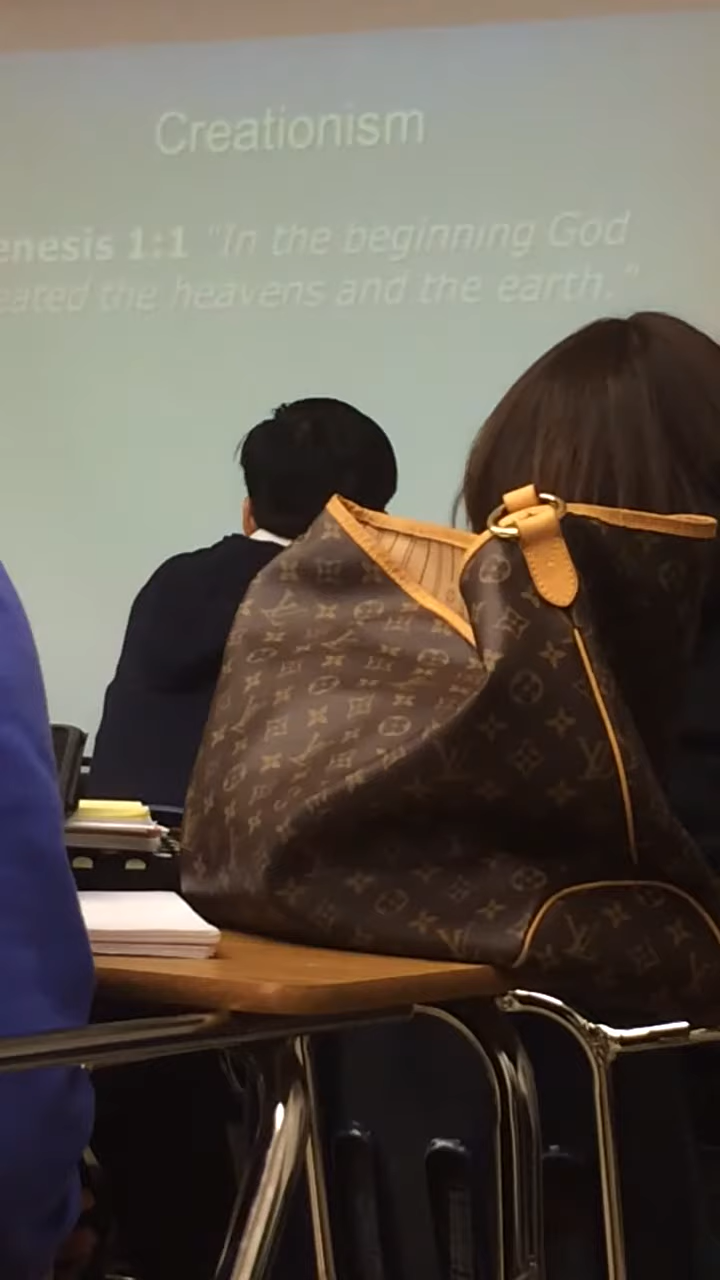 Creationism
enesis 1:1 "In the beginning God
eated the heavens and the earth."